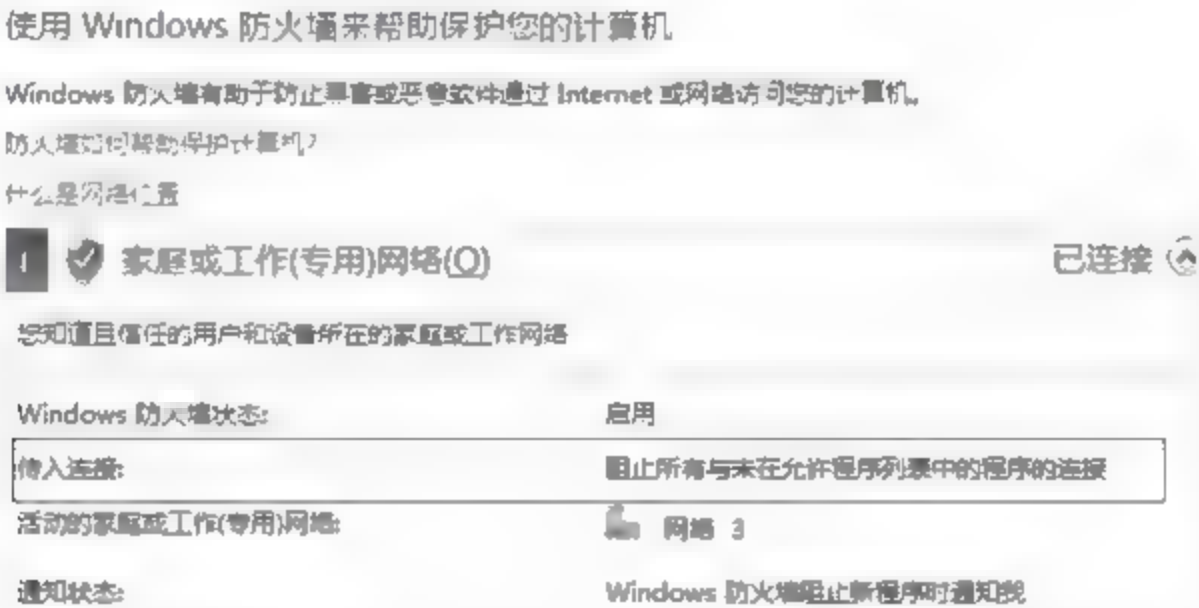 使用 Windows 防火墙来帮助保护您的计算机
Windows 防火墙有助于防止黑客或恶意软件通过 Internet 或网络访问您的计算机。
防火墙如何帮助保护计算机?
什么是网络位置
家庭或工作(专用)网络(O) 已连接
您知道且信任的用户和设备所在的家庭或工作网络
Windows 防火墙状态: 启用
传入连接: 阻止所有与未在允许程序列表中的程序的连接
活动的家庭或工作(专用)网络: 网络 3
通知状态: Windows 防火墙阻止新程序时通知我